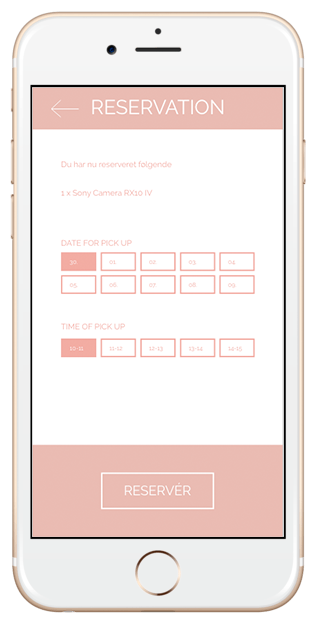 RESERVATION
Du har nu reserveret følgende
1 x Sony Camera RX10 IV
DATE FOR PICK UP
30. 01. 02. 03. 04.
05. 06. 07. 08. 09.
TIME OF PICK UP
10-11 11-12 12-13 13-14 14-15
RESERVÉR